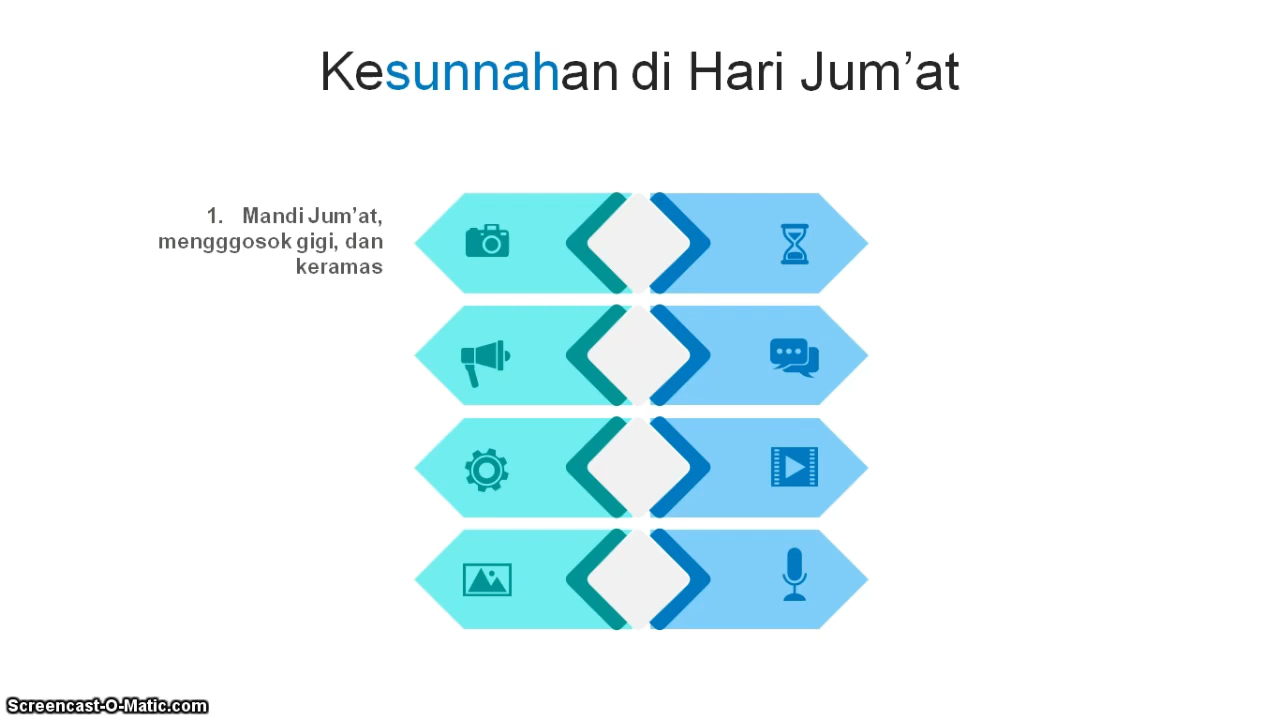 Kesunnahan di Hari Jum’at
1. Mandi Jum’at,
mengggosok gigi, dan
keramas
Screencast-O-Matic.com